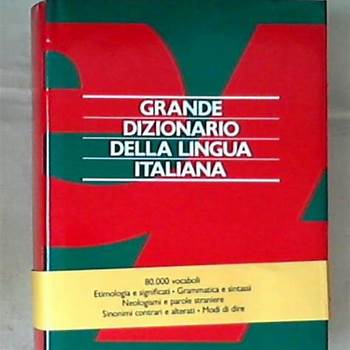 GRANDE
DIZIONARIO
DELLA LINGUA
ITALIANA
80.000 vocaboli
Etimologia e significati • Grammatica e sintassi
Neologismi e parole straniere
Sinonimi contrari e alterati • Modi di dire